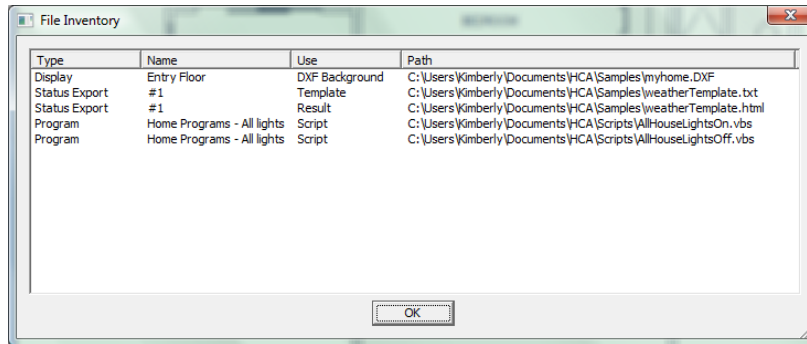 File Inventory
Type Name Use Path
Display Entry Floor DXF Background C:\Users\Kimberly\Documents\HCA\Samples\myhome.DXF
Status Export #1 Template C:\Users\Kimberly\Documents\HCA\Samples\weatherTemplate.txt
Status Export #1 Result C:\Users\Kimberly\Documents\HCA\Samples\weatherTemplate.html
Program Home Programs - All lights Script C:\Users\Kimberly\Documents\HCA\Scripts\AllHouseLightsOn.vbs
Program Home Programs - All lights Script C:\Users\Kimberly\Documents\HCA\Scripts\AllHouseLightsOff.vbs
OK